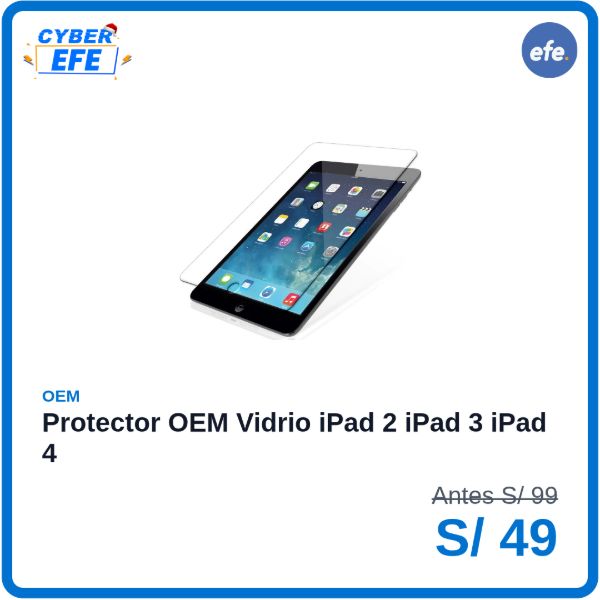 CYBER
EFE
efe.
OEM
Protector OEM Vidrio iPad 2 iPad 3 iPad
4
Antes S/ 99
S/ 49